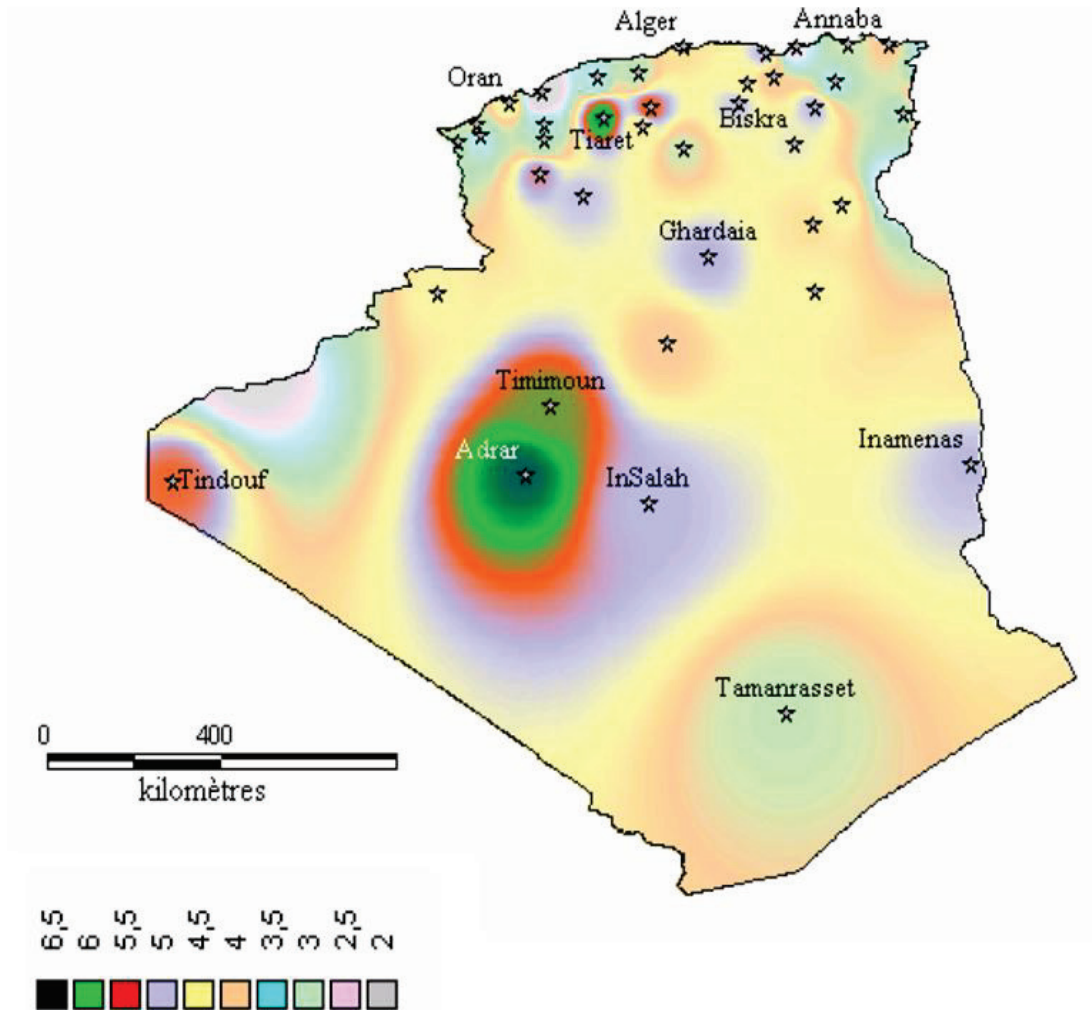 Alger
Annaba
Oran
Biskra
Tiaret
Ghardaia
Timimoun
Adrar
Inamenas
Tindouf
InSalah
Tamanrasset
0 400
kilomètres
6,5 6 5,5 5 4,5 4 3,5 3 2,5 2